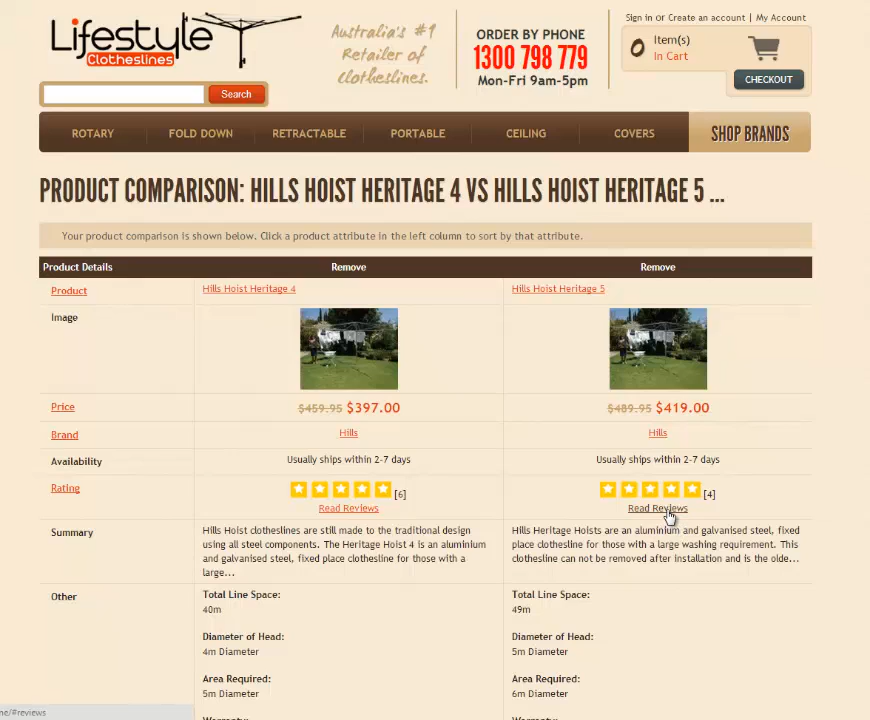 Lifestyle
Clotheslines
Australia's #1
Retailer of
clotheslines.
ORDER BY PHONE
1300 798 779
Mon-Fri 9am-5pm
Sign in or Create an account | My Account
0 Item(s)
In Cart
CHECKOUT
Search
ROTARY
FOLD DOWN
RETRACTABLE
PORTABLE
CEILING
COVERS
SHOP BRANDS
PRODUCT COMPARISON: HILLS HOIST HERITAGE 4 VS HILLS HOIST HERITAGE 5 ...
Your product comparison is shown below. Click a product attribute in the left column to sort by that attribute.
Product Details
Remove
Remove
Product
Hills Hoist Heritage 4
Hills Hoist Heritage 5
Image
Price
$459.95 $397.00
$489.95 $419.00
Brand
Hills
Hills
Availability
Usually ships within 2-7 days
Usually ships within 2-7 days
Rating
[6]
[4]
Read Reviews
Read Reviews
Summary
Hills Hoist clotheslines are still made to the traditional design
using all steel components. The Heritage Hoist 4 is an aluminium
and galvanised steel, fixed place clothesline for those with a
large...
Hills Heritage Hoists are an aluminium and galvanised steel, fixed
place clothesline for those with a large washing requirement. This
clothesline can not be removed after installation and is the olde...
Other
Total Line Space:
40m
Diameter of Head:
4m Diameter
Area Required:
5m Diameter
Warranty:
Total Line Space:
49m
Diameter of Head:
5m Diameter
Area Required:
6m Diameter
Warranty:
ne/#reviews